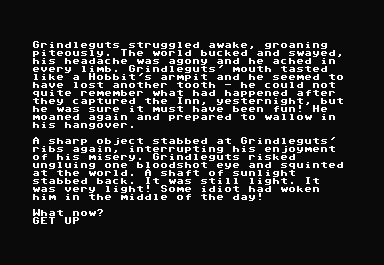 Grindleguts struggled awake, groaning
piteously. The world bucked and swayed,
his headache was agony and he ached in
every limb. Grindleguts' mouth tasted
like a Hobbit's armpit and he seemed to
have lost another tooth - he could not
quite remember what had happened after
they captured the Inn, yesternight, but
he was sure it must have been fun! He
moaned again and prepared to wallow in
his hangover.
A sharp object stabbed at Grindleguts'
ribs again, interrupting his enjoyment
of his misery. Grindleguts risked
ungluing one bloodshot eye and squinted
at the world. A shaft of sunlight
stabbed back. It was still light. It
was very light! Some idiot had woken
him in the middle of the day!
What now?
GET UP